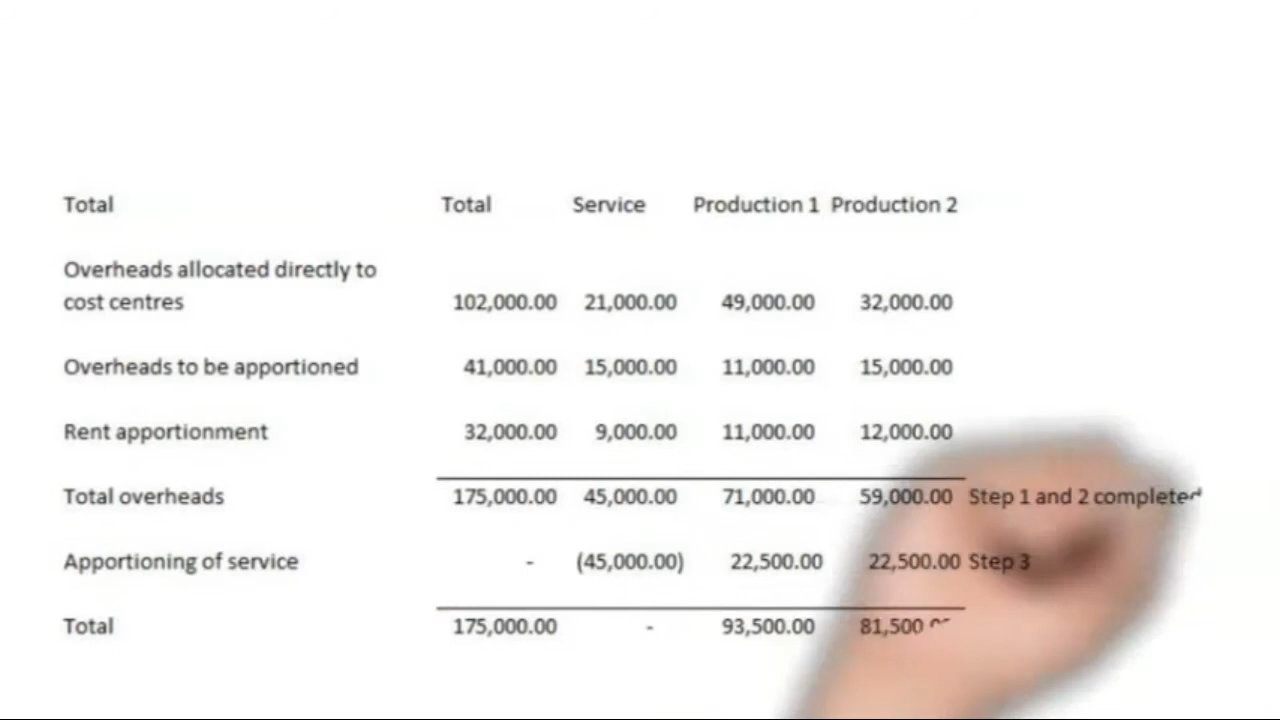 Total Total Service Production 1 Production 2
Overheads allocated directly to
cost centres 102,000.00 21,000.00 49,000.00 32,000.00
Overheads to be apportioned 41,000.00 15,000.00 11,000.00 15,000.00
Rent apportionment 32,000.00 9,000.00 11,000.00 12,000.00
Total overheads 175,000.00 45,000.00 71,000.00 59,000.00 Step 1 and 2 completed
Apportioning of service - (45,000.00) 22,500.00 22,500.00 Step 3
Total 175,000.00 - 93,500.00 81,500